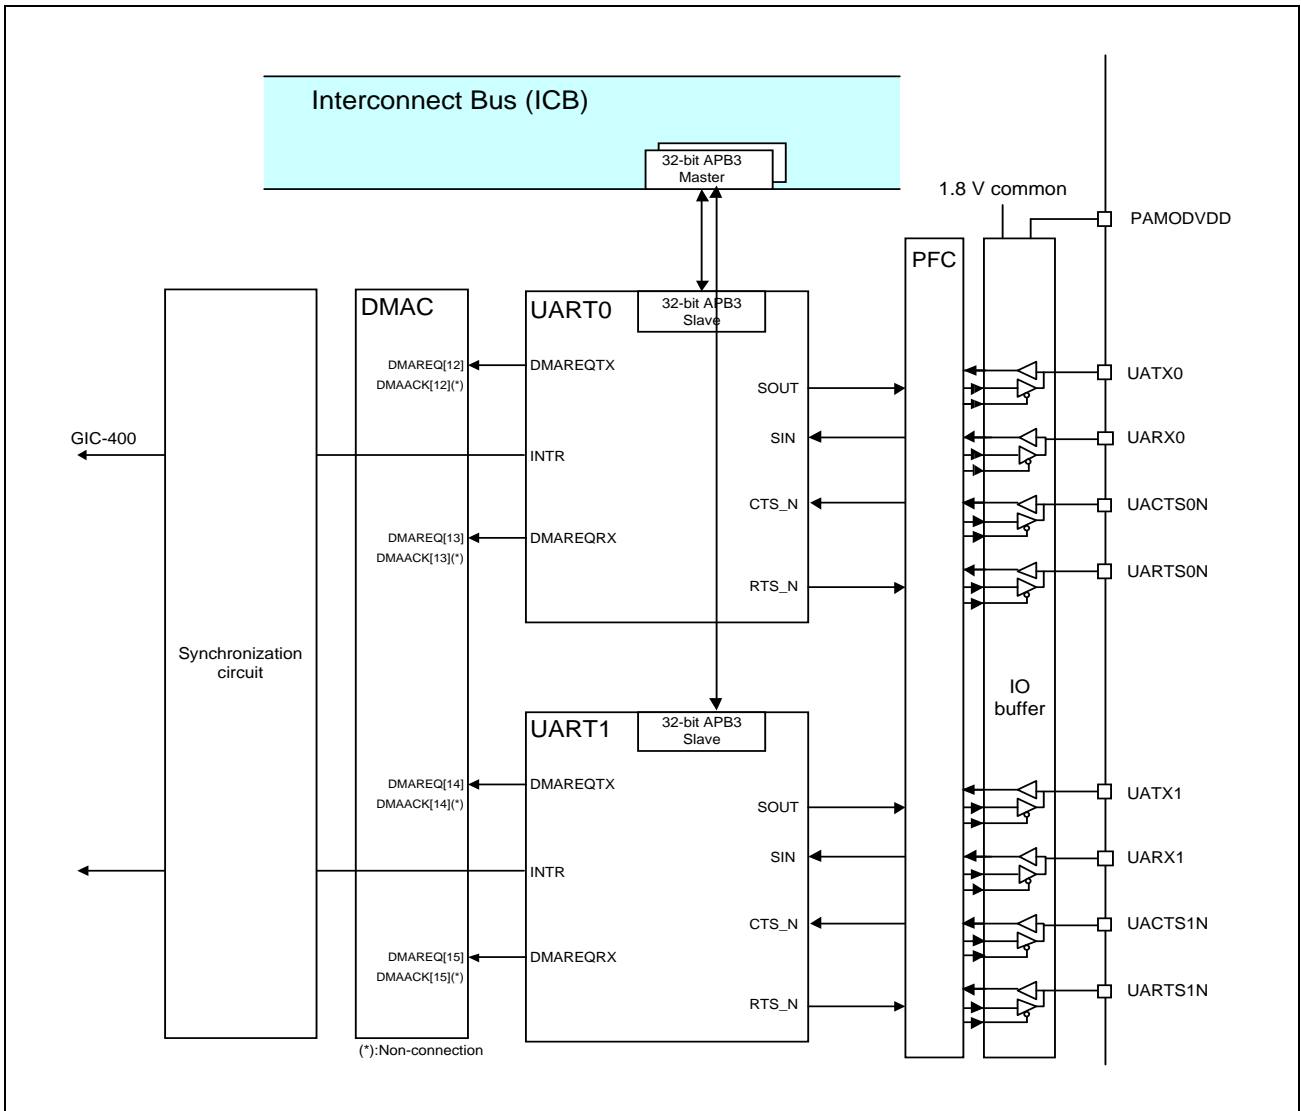 Interconnect Bus (ICB)
32-bit APB3
Master
1.8 V common
PAMODVDD
PFC
DMAC
UART0
32-bit APB3
Slave
DMAREQ[12]
DMAACK[12](*)
DMAREQTX
SOUT
UATX0
GIC-400
INTR
SIN
UARX0
CTS_N
UACTS0N
DMAREQ[13]
DMAACK[13](*)
DMAREQRX
RTS_N
UARTS0N
Synchronization
circuit
IO
buffer
UART1
32-bit APB3
Slave
DMAREQ[14]
DMAACK[14](*)
DMAREQTX
SOUT
UATX1
INTR
SIN
UARX1
CTS_N
UACTS1N
DMAREQ[15]
DMAACK[15](*)
DMAREQRX
RTS_N
UARTS1N
(*):Non-connection